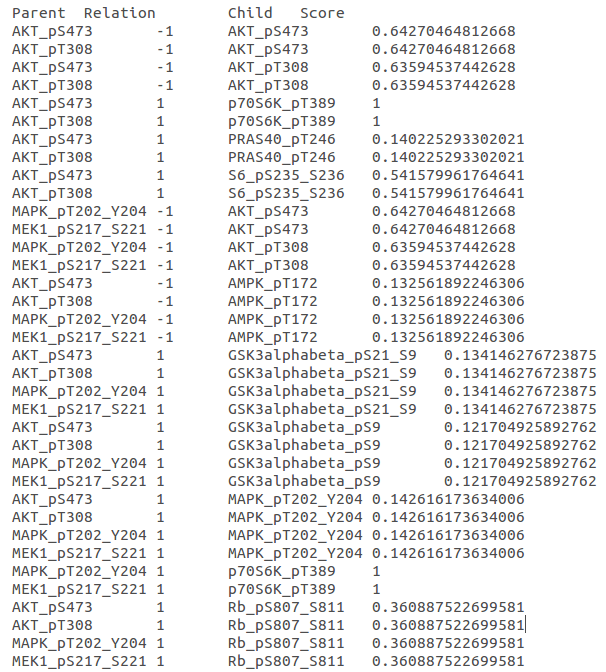 Parent Relation Child Score
AKT_pS473 -1 AKT_pS473 0.64270464812668
AKT_pT308 -1 AKT_pS473 0.64270464812668
AKT_pS473 -1 AKT_pT308 0.63594537442628
AKT_pT308 -1 AKT_pT308 0.63594537442628
AKT_pS473 1 p70S6K_pT389 1
AKT_pT308 1 p70S6K_pT389 1
AKT_pS473 1 PRAS40_pT246 0.140225293302021
AKT_pT308 1 PRAS40_pT246 0.140225293302021
AKT_pS473 1 S6_pS235_S236 0.541579961764641
AKT_pT308 1 S6_pS235_S236 0.541579961764641
MAPK_pT202_Y204 -1 AKT_pS473 0.64270464812668
MEK1_pS217_S221 -1 AKT_pS473 0.64270464812668
MAPK_pT202_Y204 -1 AKT_pT308 0.63594537442628
MEK1_pS217_S221 -1 AKT_pT308 0.63594537442628
AKT_pS473 -1 AMPK_pT172 0.132561892246306
AKT_pT308 -1 AMPK_pT172 0.132561892246306
MAPK_pT202_Y204 -1 AMPK_pT172 0.132561892246306
MEK1_pS217_S221 -1 AMPK_pT172 0.132561892246306
AKT_pS473 1 GSK3alphabeta_pS21_S9 0.134146276723875
AKT_pT308 1 GSK3alphabeta_pS21_S9 0.134146276723875
MAPK_pT202_Y204 1 GSK3alphabeta_pS21_S9 0.134146276723875
MEK1_pS217_S221 1 GSK3alphabeta_pS21_S9 0.134146276723875
AKT_pS473 1 GSK3alphabeta_pS9 0.121704925892762
AKT_pT308 1 GSK3alphabeta_pS9 0.121704925892762
MAPK_pT202_Y204 1 GSK3alphabeta_pS9 0.121704925892762
MEK1_pS217_S221 1 GSK3alphabeta_pS9 0.121704925892762
AKT_pS473 1 MAPK_pT202_Y204 0.142616173634006
AKT_pT308 1 MAPK_pT202_Y204 0.142616173634006
MAPK_pT202_Y204 1 MAPK_pT202_Y204 0.142616173634006
MEK1_pS217_S221 1 MAPK_pT202_Y204 0.142616173634006
MAPK_pT202_Y204 1 p70S6K_pT389 1
MEK1_pS217_S221 1 p70S6K_pT389 1
AKT_pS473 1 Rb_pS807_S811 0.360887522699581
AKT_pT308 1 Rb_pS807_S811 0.360887522699581
MAPK_pT202_Y204 1 Rb_pS807_S811 0.360887522699581
MEK1_pS217_S221 1 Rb_pS807_S811 0.360887522699581